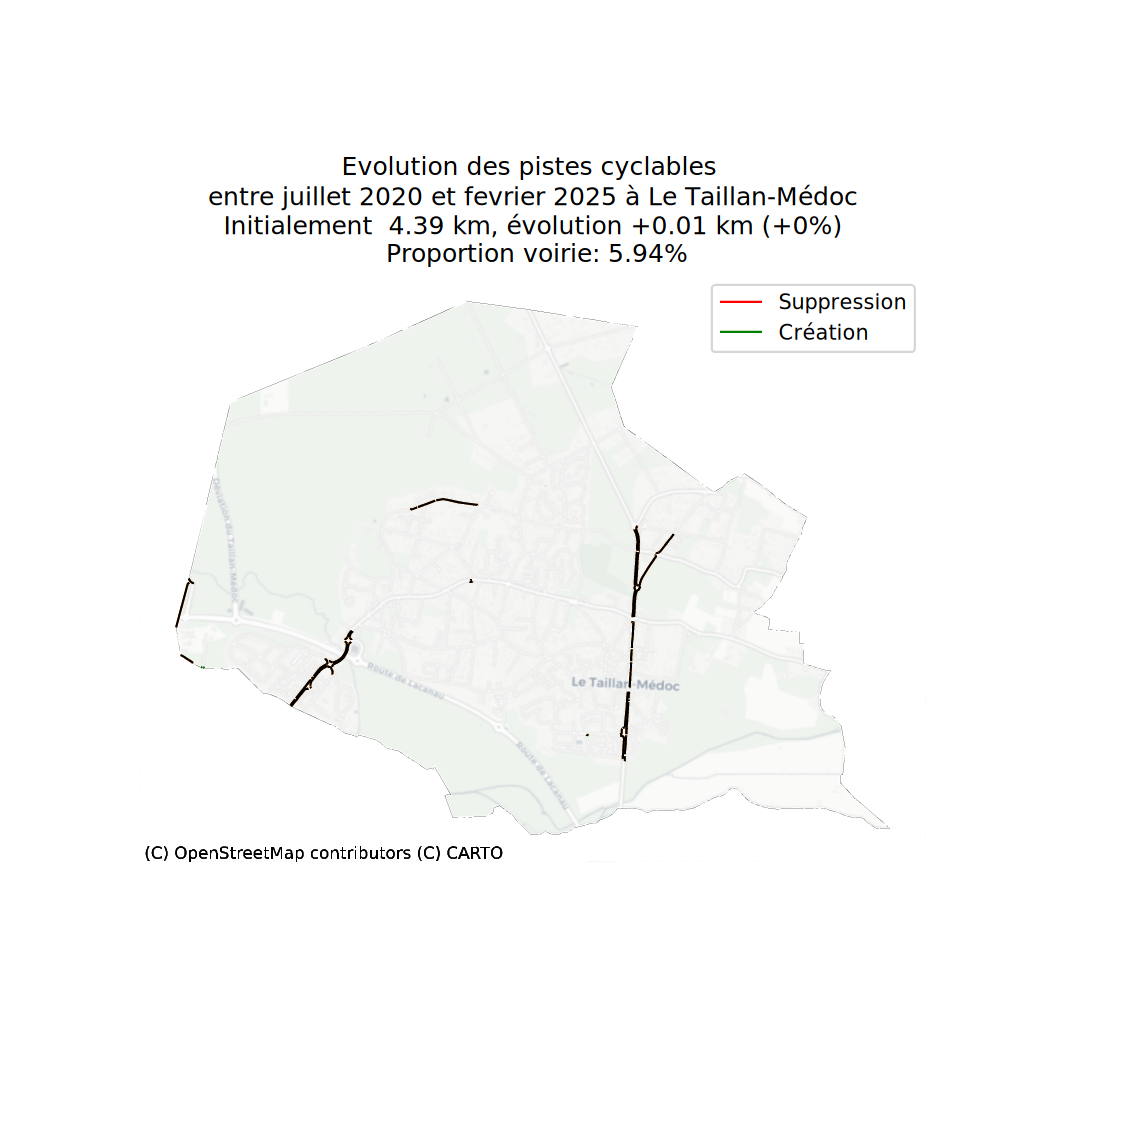 Evolution des pistes cyclables
entre juillet 2020 et fevrier 2025 à Le Taillan-Médoc
Initialement  4.39 km, évolution +0.01 km (+0%)
Proportion voirie: 5.94%
Suppression
Création
Déviation du Taillan-Médoc
Route de Lacanau
Le Taillan-Médoc
Route de Lacanau
(C) OpenStreetMap contributors (C) CARTO